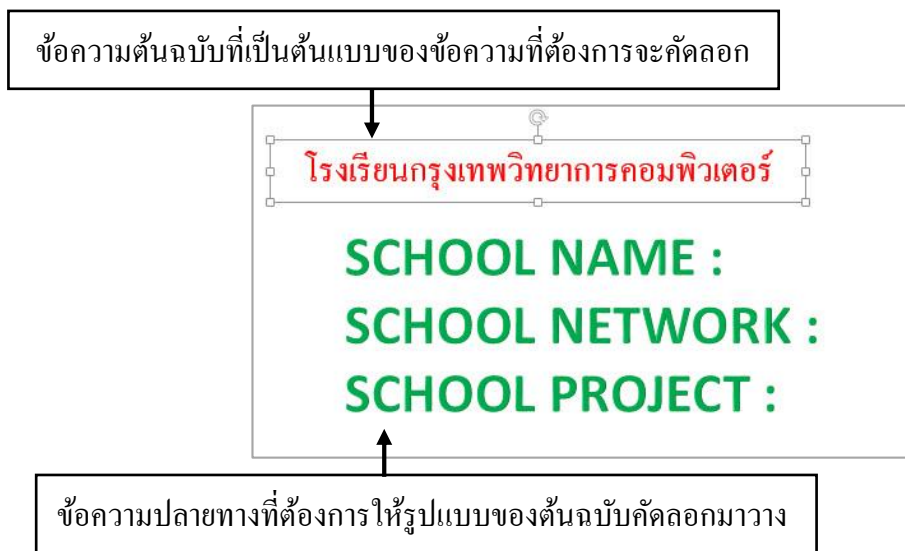 ข้อความต้นฉบับที่เป็นต้นแบบของข้อความที่ต้องการจะคัดลอก
โรงเรียนกรุงเทพวิทยาการคอมพิวเตอร์
SCHOOL NAME :
SCHOOL NETWORK :
SCHOOL PROJECT :
ข้อความปลายทางที่ต้องการให้รูปแบบของต้นฉบับคัดลอกมาวาง